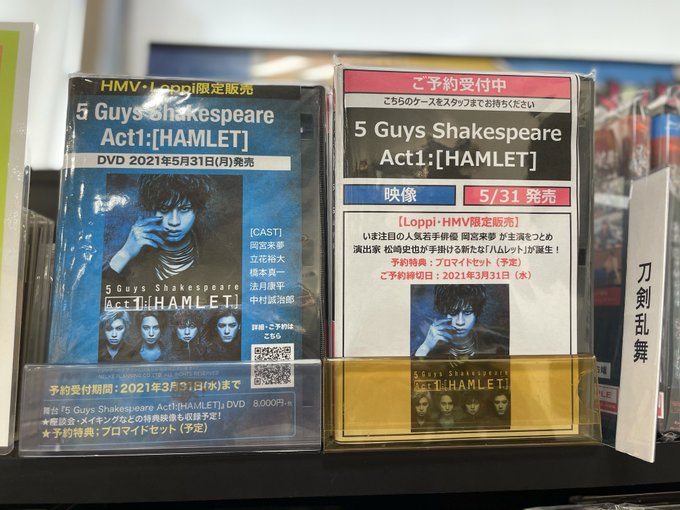 HMV・Loppi限定販売
5 Guys Shakespeare
Act1:[HAMLET]
DVD 2021年5月31日(月)発売
[CAST]
岡宮来夢
立花裕大
橋本真一
法月康平
中村誠治郎
5 Guys Shakespeare
Act1:[HAMLET]
詳細・ご予約は
こちら
NELKE PLANNING CO.,LTD. ALL RIGHTS RESERVED
予約受付期間:2021年3月31日(水)まで
舞台『5 Guys Shakespeare Act1:[HAMLET]』DVD 8,000円+税
★座談会・メイキングなどの特典映像も収録予定!
★予約特典:ブロマイドセット(予定)
ご予約受付中
こちらのケースをスタッフまでお持ちください
5 Guys Shakespeare
Act1:[HAMLET]
映像
5/31 発売
【Loppi・HMV限定販売】
いま注目の人気若手俳優 岡宮来夢 が主演をつとめ
演出家 松崎史也が手掛ける新たな「ハムレット」が誕生!
予約特典:ブロマイドセット(予定)
ご予約締切日:2021年3月31日(水)
5 Guys Shakespeare
Act1:[HAMLET]
刀剣乱舞